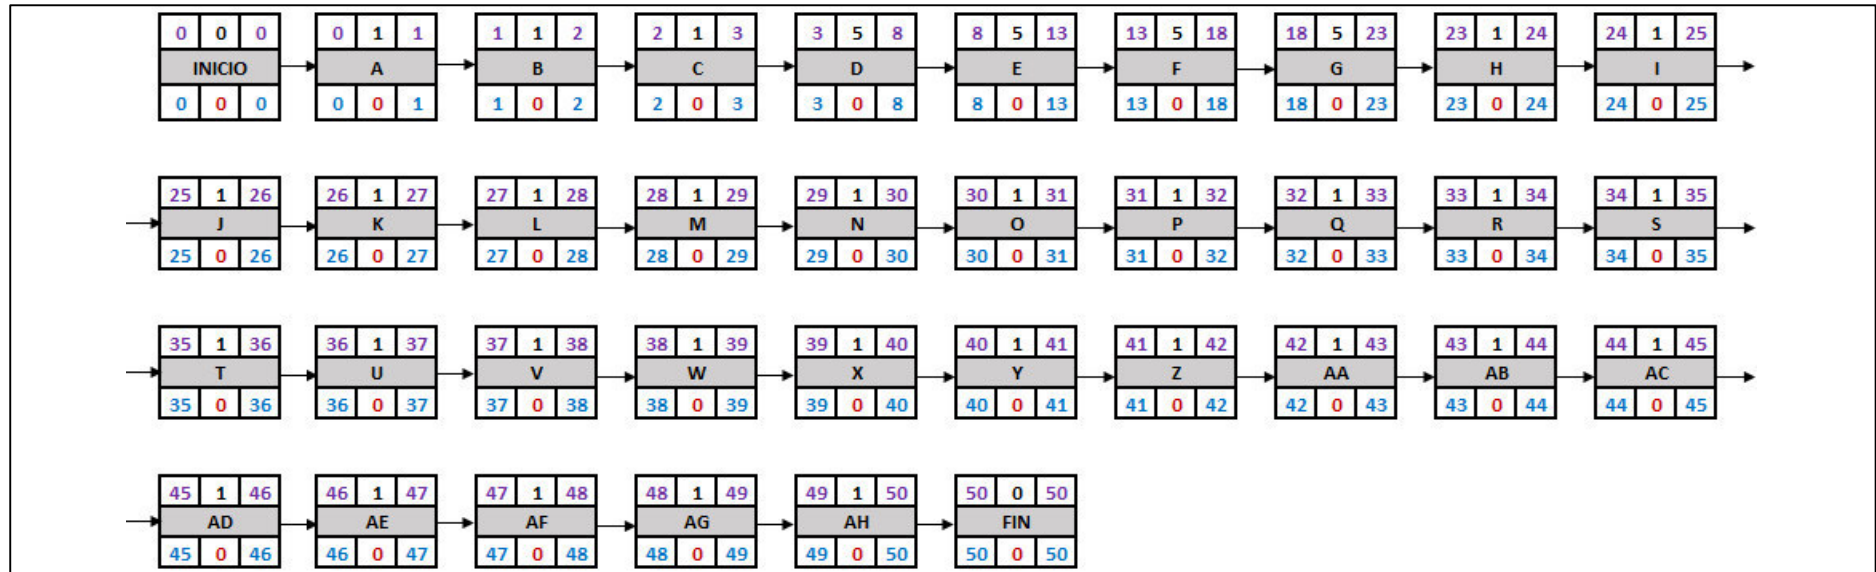 0 0 0 0 1 1 1 1 2 2 1 3 3 5 8 8 5 13 13 5 18 18 5 23 23 1 24 24 1 25
INICIO A B C D E F G H I
0 0 0 0 0 1 1 0 2 2 0 3 3 0 8 8 0 13 13 0 18 18 0 23 23 0 24 24 0 25
25 1 26 26 1 27 27 1 28 28 1 29 29 1 30 30 1 31 31 1 32 32 1 33 33 1 34 34 1 35
J K L M N O P Q R S
25 0 26 26 0 27 27 0 28 28 0 29 29 0 30 30 0 31 31 0 32 32 0 33 33 0 34 34 0 35
35 1 36 36 1 37 37 1 38 38 1 39 39 1 40 40 1 41 41 1 42 42 1 43 43 1 44 44 1 45
T U V W X Y Z AA AB AC
35 0 36 36 0 37 37 0 38 38 0 39 39 0 40 40 0 41 41 0 42 42 0 43 43 0 44 44 0 45
45 1 46 46 1 47 47 1 48 48 1 49 49 1 50 50 0 50
AD AE AF AG AH FIN
45 0 46 46 0 47 47 0 48 48 0 49 49 0 50 50 0 50